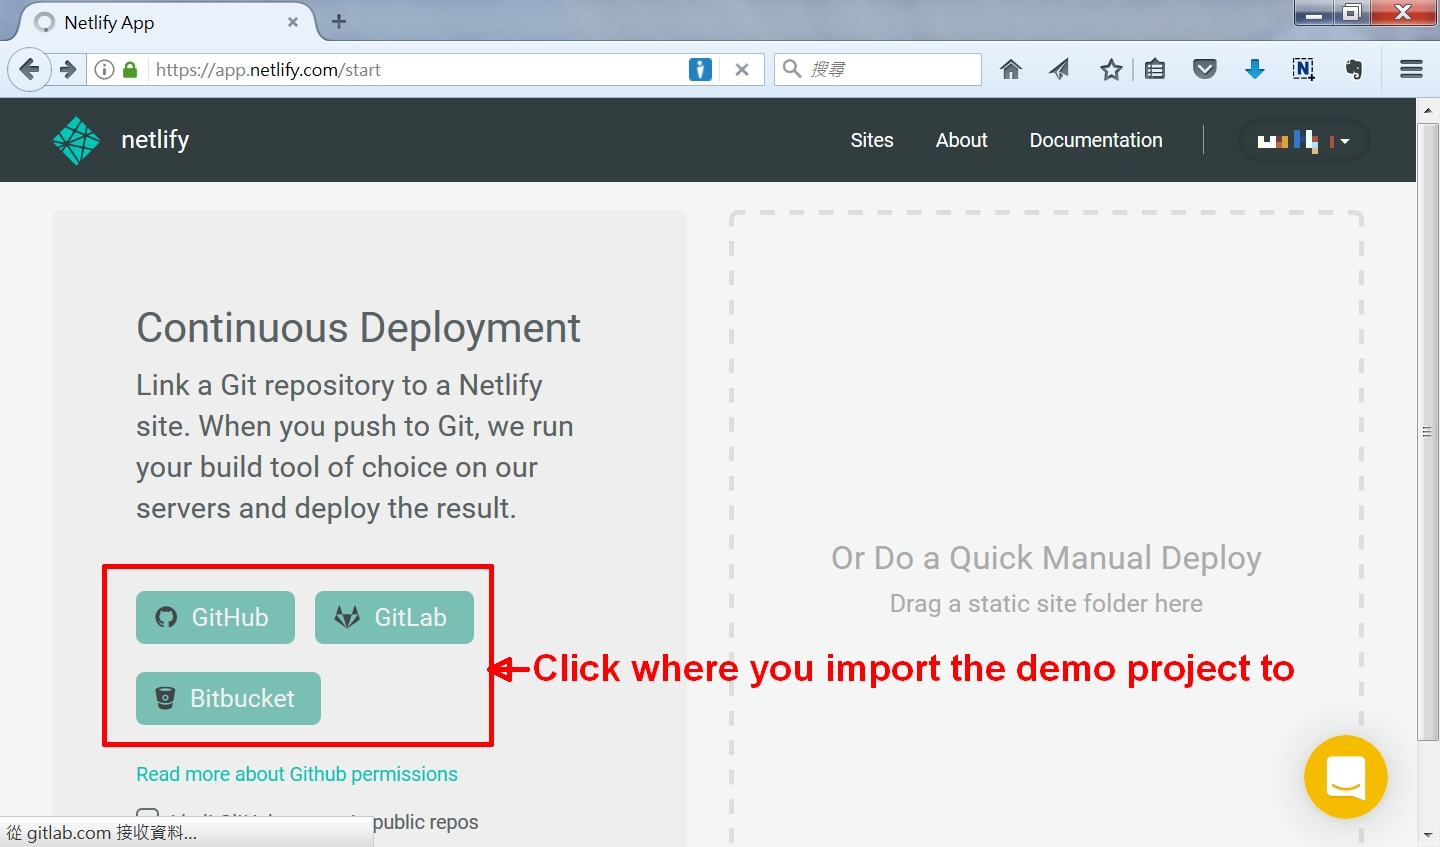 Netlify App
https://app.netlify.com/start
搜尋
N
netlify
Sites
About
Documentation
Continuous Deployment
Link a Git repository to a Netlify
site. When you push to Git, we run
your build tool of choice on our
servers and deploy the result.
GitHub
GitLab
Bitbucket
Read more about Github permissions
public repos
Or Do a Quick Manual Deploy
Drag a static site folder here
Click where you import the demo project to
從 gitlab.com 接收資料...